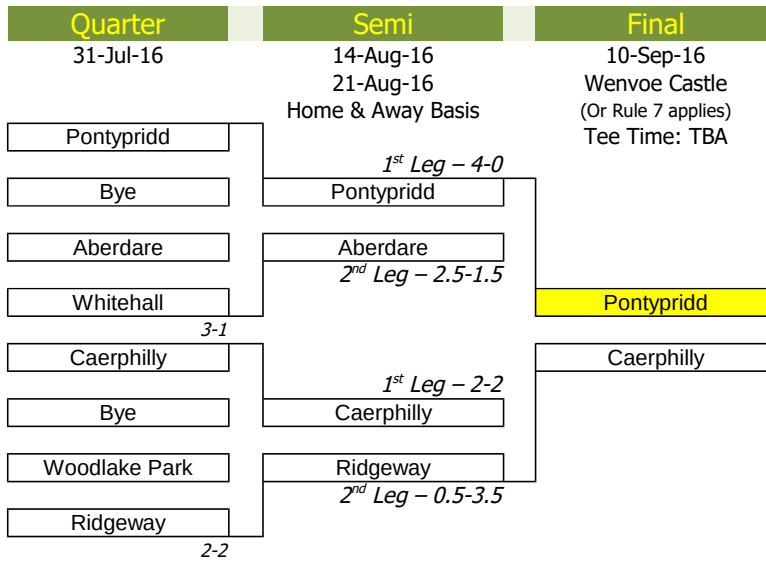 Quarter
31-Jul-16
Pontypridd
Bye
Aberdare
Whitehall
3-1
Caerphilly
Bye
Woodlake Park
Ridgeway
2-2
Semi
14-Aug-16
21-Aug-16
Home & Away Basis
1st Leg – 4-0
Pontypridd
Aberdare
2nd Leg – 2.5-1.5
1st Leg – 2-2
Caerphilly
Ridgeway
2nd Leg – 0.5-3.5
Final
10-Sep-16
Wenvoe Castle
(Or Rule 7 applies)
Tee Time: TBA
Pontypridd
Caerphilly